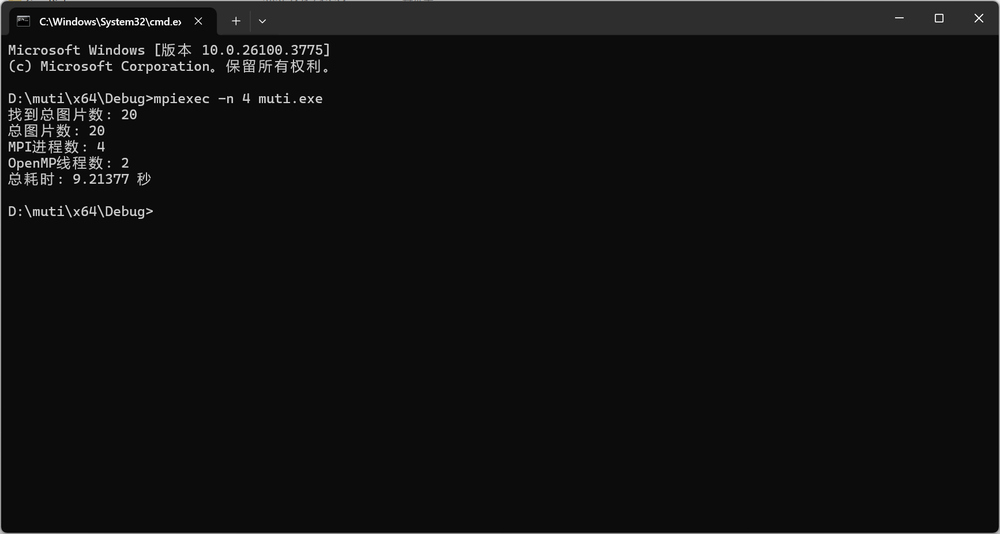 C:\Windows\System32\cmd.ex
Microsoft Windows [版本 10.0.26100.3775]
(c) Microsoft Corporation。保留所有权利。
D:\muti\x64\Debug>mpiexec -n 4 muti.exe
找到总图片数: 20
总图片数: 20
MPI进程数: 4
OpenMP线程数: 2
总耗时: 9.21377 秒
D:\muti\x64\Debug>